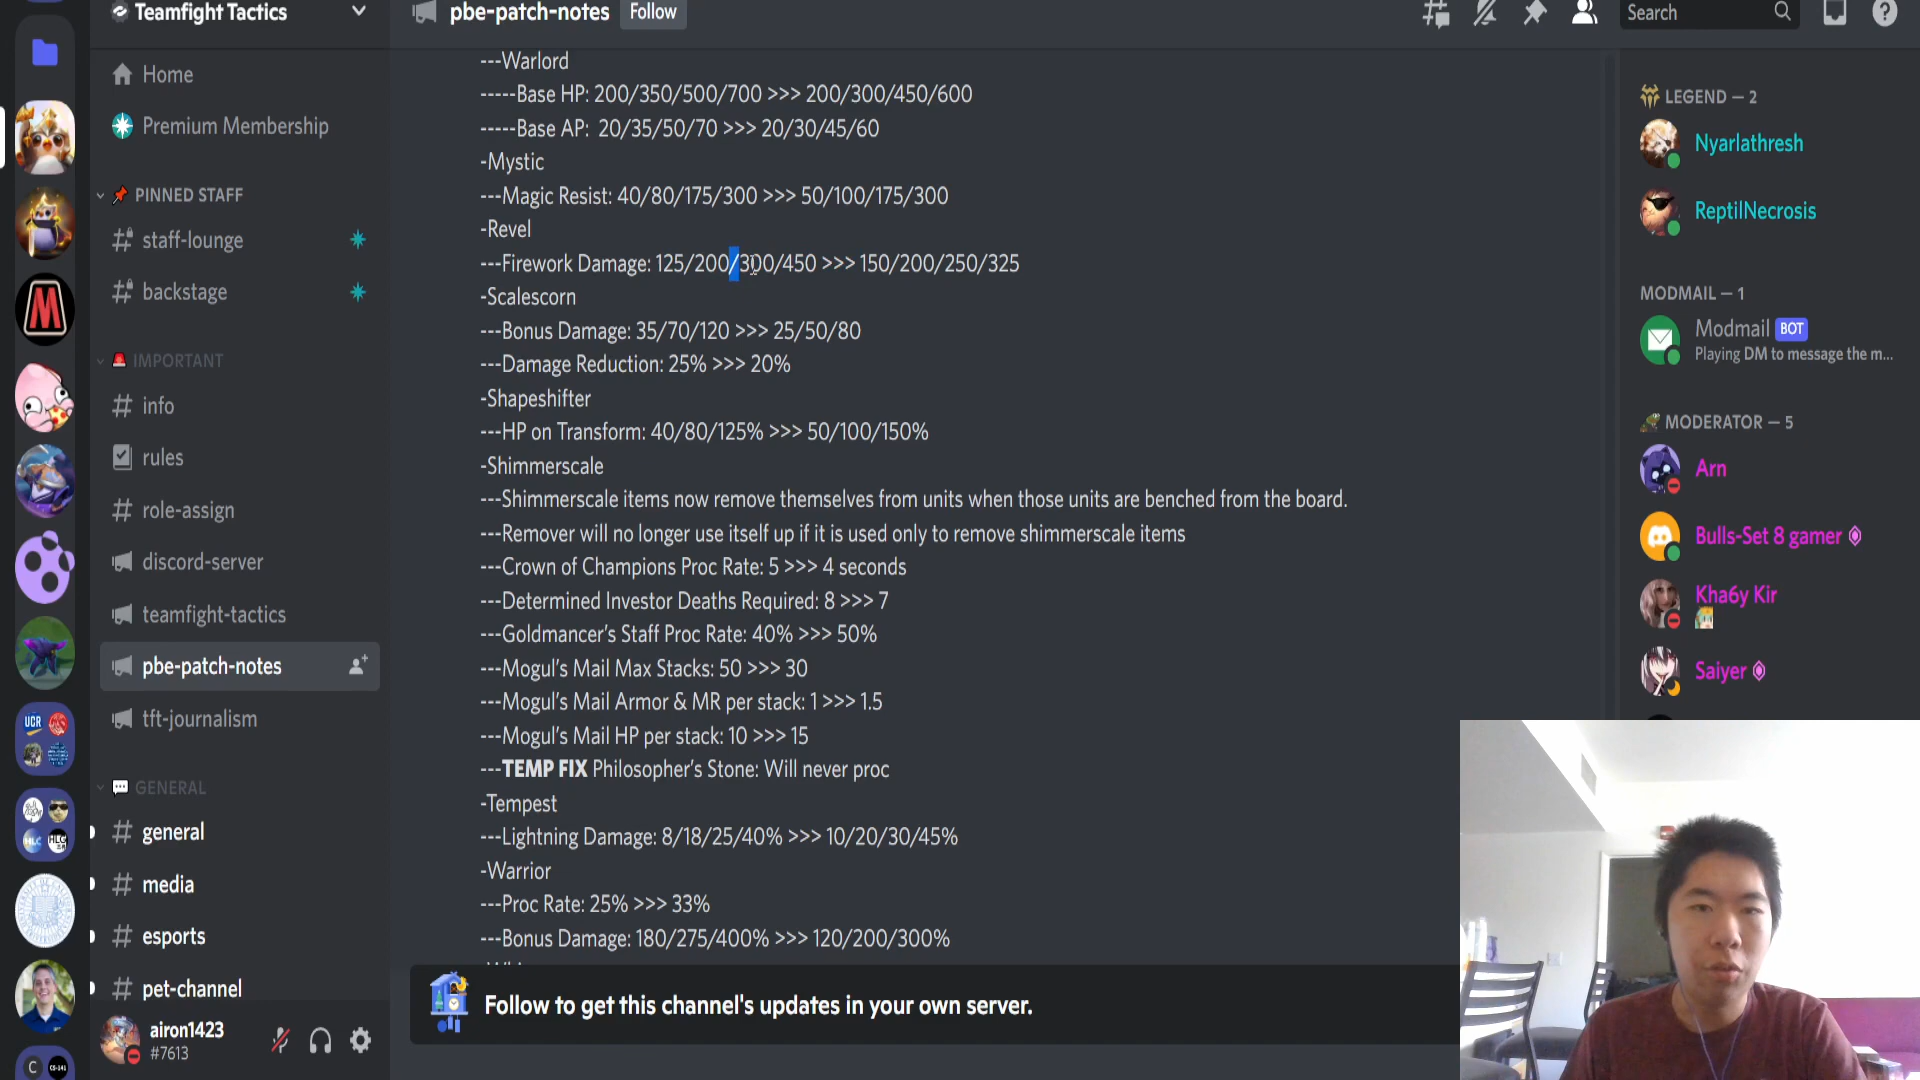 Teamfight Tactics
Home
Premium Membership
PINNED STAFF
staff-lounge
backstage
IMPORTANT
info
rules
role-assign
discord-server
teamfight-tactics
pbe-patch-notes
tft-journalism
GENERAL
general
media
esports
pet-channel
airon1423
#7613
M
UCR
HLC
HLG
C
CS-141
pbe-patch-notes
Follow
Search
---Warlord
-----Base HP: 200/350/500/700 >>> 200/300/450/600
-----Base AP:  20/35/50/70 >>> 20/30/45/60
-Mystic
---Magic Resist: 40/80/175/300 >>> 50/100/175/300
-Revel
---Firework Damage: 125/200/300/450 >>> 150/200/250/325
-Scalescorn
---Bonus Damage: 35/70/120 >>> 25/50/80
---Damage Reduction: 25% >>> 20%
-Shapeshifter
---HP on Transform: 40/80/125% >>> 50/100/150%
-Shimmerscale
---Shimmerscale items now remove themselves from units when those units are benched from the board.
---Remover will no longer use itself up if it is used only to remove shimmerscale items
---Crown of Champions Proc Rate: 5 >>> 4 seconds
---Determined Investor Deaths Required: 8 >>> 7
---Goldmancer’s Staff Proc Rate: 40% >>> 50%
---Mogul’s Mail Max Stacks: 50 >>> 30
---Mogul’s Mail Armor & MR per stack: 1 >>> 1.5
---Mogul’s Mail HP per stack: 10 >>> 15
---TEMP FIX Philosopher’s Stone: Will never proc
-Tempest
---Lightning Damage: 8/18/25/40% >>> 10/20/30/45%
-Warrior
---Proc Rate: 25% >>> 33%
---Bonus Damage: 180/275/400% >>> 120/200/300%
Follow to get this channel's updates in your own server.
LEGEND — 2
Nyarlathresh
ReptilNecrosis
MODMAIL — 1
Modmail BOT
Playing DM to message the m...
MODERATOR — 5
Arn
Bulls-Set 8 gamer
Kha6y Kir
Saiyer